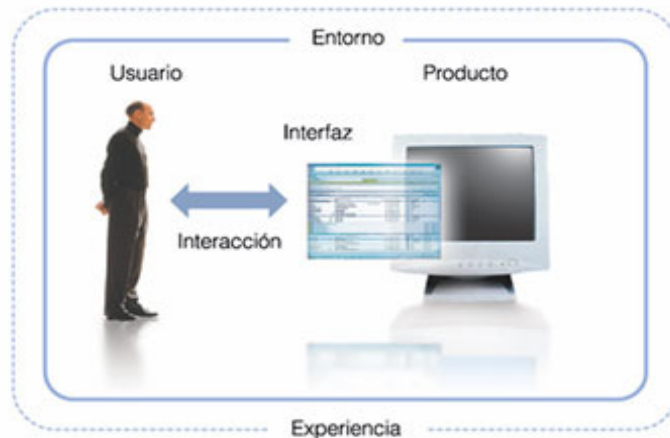 Entorno
Usuario
Producto
Interfaz
Interacción
Experiencia